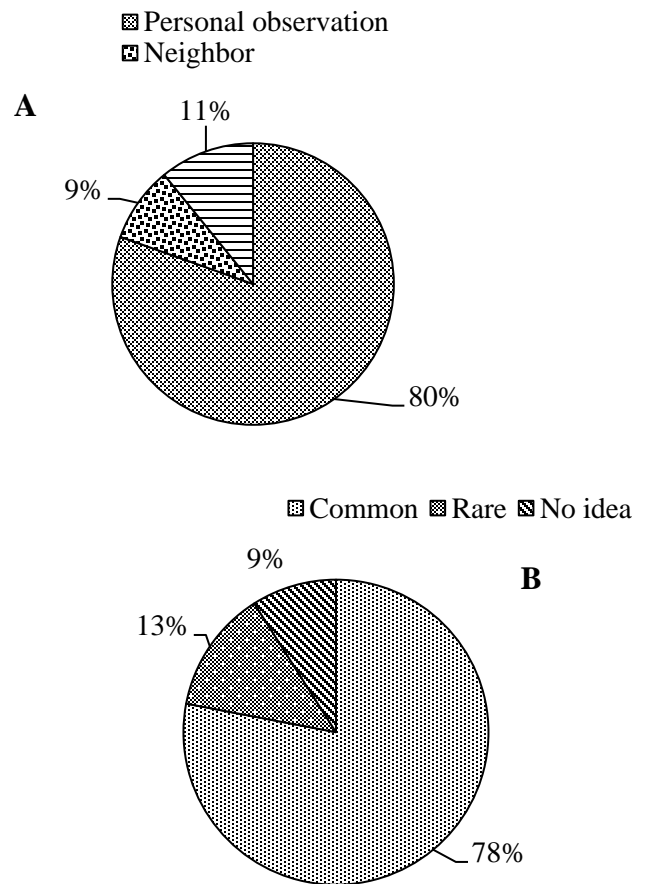 Personal observation
Neighbor
A
11%
9%
80%
Common Rare No idea
9%
B
13%
78%